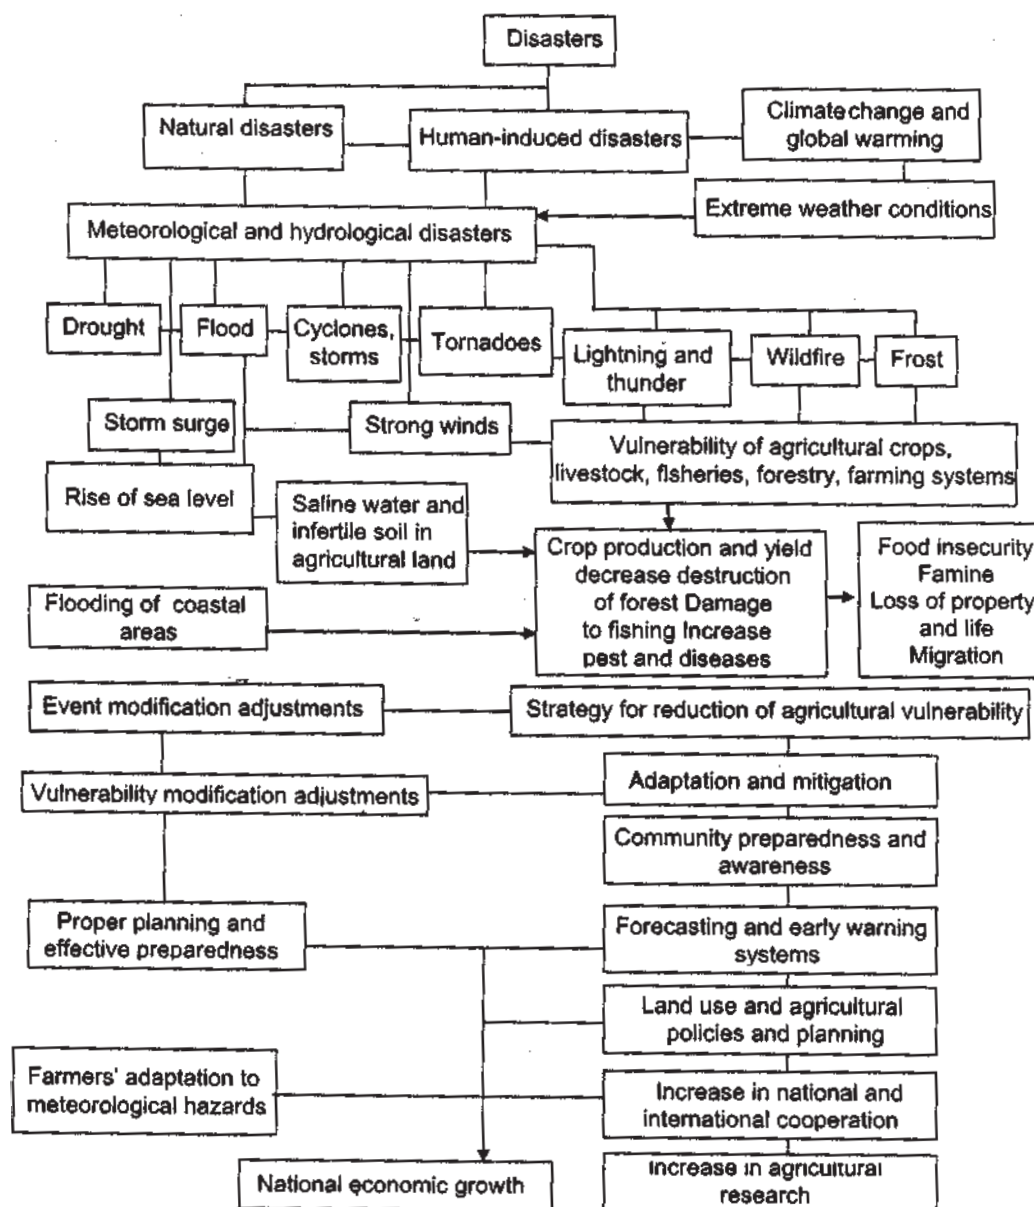 Disasters
Natural disasters
Human-induced disasters
Climate change and
global warming
Extreme weather conditions
Meteorological and hydrological disasters
Drought
Flood
Cyclones,
storms
Tornadoes
Lightning and
thunder
Wildfire
Frost
Storm surge
Strong winds
Vulnerability of agricultural crops,
livestock, fisheries, forestry, farming systems
Rise of sea level
Saline water and
infertile soil in
agricultural land
Crop production and yield
decrease destruction
of forest Damage
to fishing Increase
pest and diseases
Food insecurity
Famine
Loss of property
and life
Migration
Flooding of coastal
areas
Event modification adjustments
Strategy for reduction of agricultural vulnerability
Vulnerability modification adjustments
Adaptation and mitigation
Community preparedness and
awareness
Proper planning and
effective preparedness
Forecasting and early warning
systems
Land use and agricultural
policies and planning
Farmers' adaptation to
meteorological hazards
Increase in national and
international cooperation
National economic growth
Increase in agricultural
research